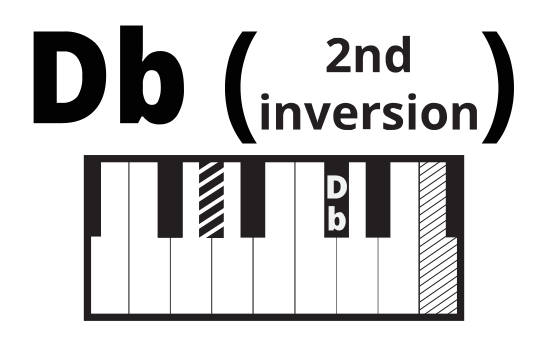 Db (2nd
inversion)
D
b